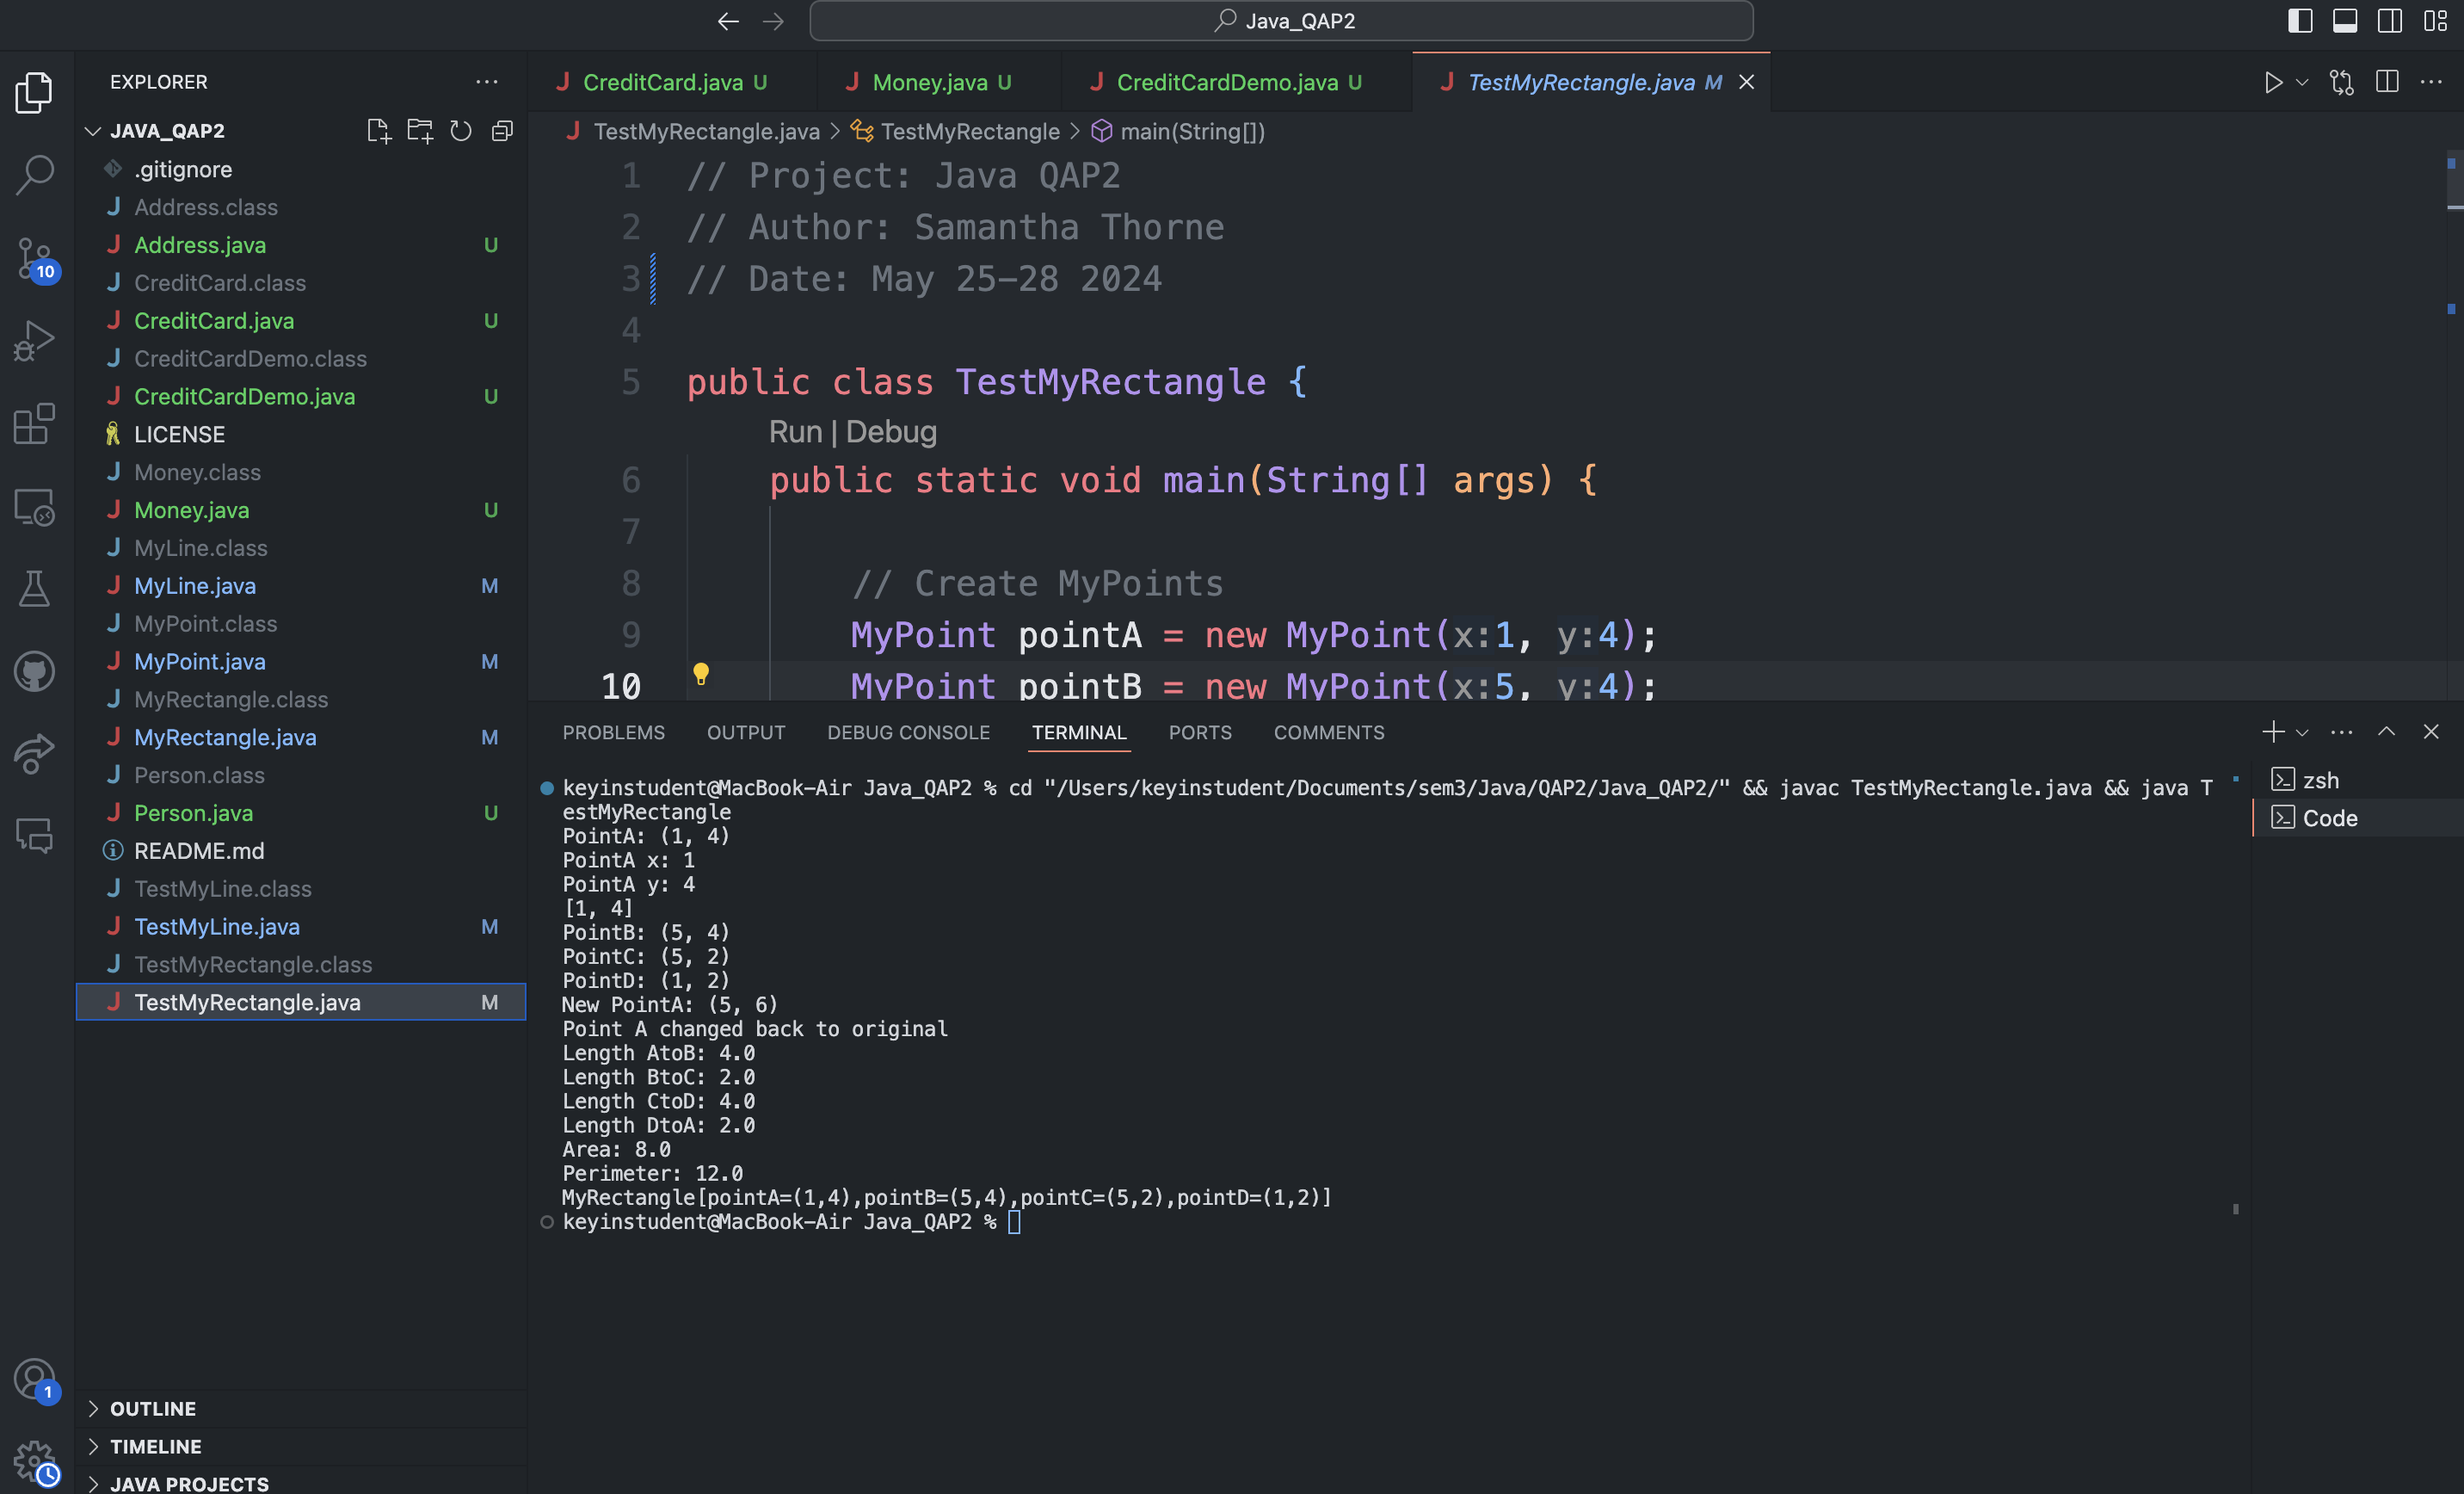 Java_QAP2
EXPLORER
JAVA_QAP2
.gitignore
Address.class
Address.java U
CreditCard.class
CreditCard.java U
CreditCardDemo.class
CreditCardDemo.java U
LICENSE
Money.class
Money.java U
MyLine.class
MyLine.java M
MyPoint.class
MyPoint.java M
MyRectangle.class
MyRectangle.java M
Person.class
Person.java U
README.md
TestMyLine.class
TestMyLine.java M
TestMyRectangle.class
TestMyRectangle.java M
OUTLINE
TIMELINE
JAVA PROJECTS
10
1
CreditCard.java U Money.java U CreditCardDemo.java U TestMyRectangle.java M
TestMyRectangle.java > TestMyRectangle > main(String[])
1 // Project: Java QAP2
2 // Author: Samantha Thorne
3 // Date: May 25-28 2024
4
5 public class TestMyRectangle {
Run | Debug
6 public static void main(String[] args) {
7
8 // Create MyPoints
9 MyPoint pointA = new MyPoint(x:1, y:4);
10 MyPoint pointB = new MyPoint(x:5, y:4);
PROBLEMS OUTPUT DEBUG CONSOLE TERMINAL PORTS COMMENTS
keyinstudent@MacBook-Air Java_QAP2 % cd "/Users/keyinstudent/Documents/sem3/Java/QAP2/Java_QAP2/" && javac TestMyRectangle.java && java T
estMyRectangle
PointA: (1, 4)
PointA x: 1
PointA y: 4
[1, 4]
PointB: (5, 4)
PointC: (5, 2)
PointD: (1, 2)
New PointA: (5, 6)
Point A changed back to original
Length AtoB: 4.0
Length BtoC: 2.0
Length CtoD: 4.0
Length DtoA: 2.0
Area: 8.0
Perimeter: 12.0
MyRectangle[pointA=(1,4),pointB=(5,4),pointC=(5,2),pointD=(1,2)]
keyinstudent@MacBook-Air Java_QAP2 %
zsh
Code